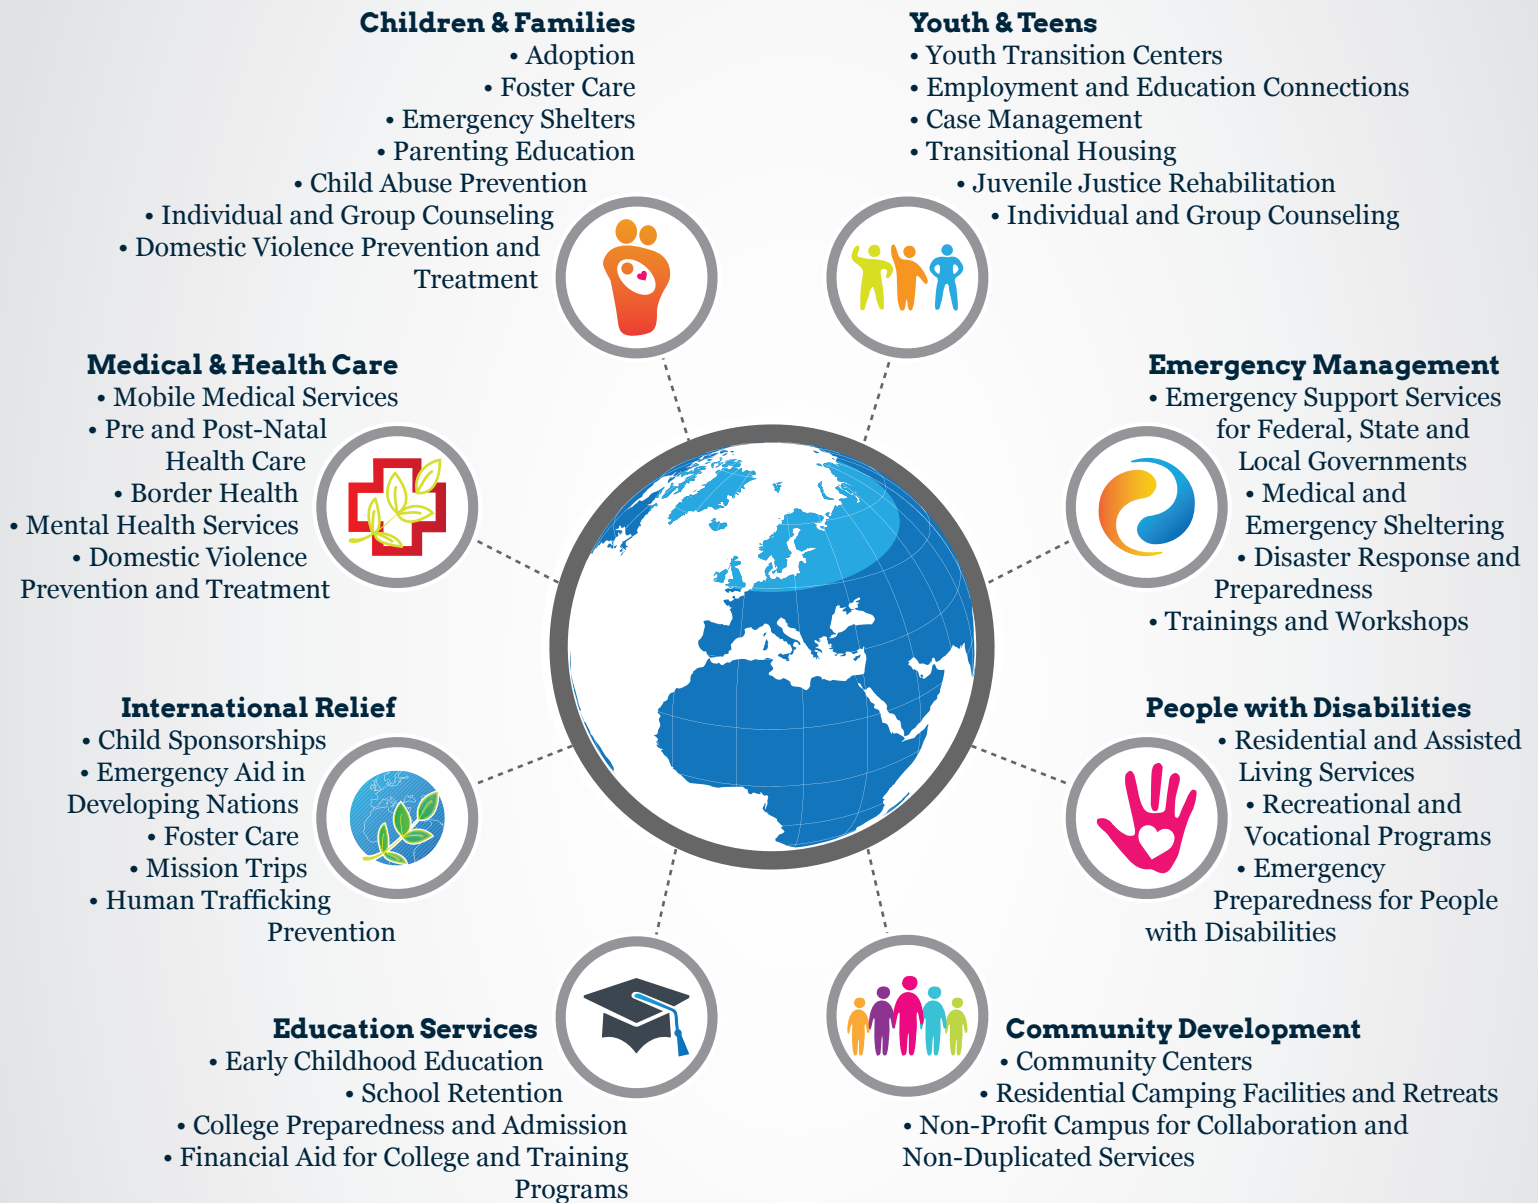 Children & Families
• Adoption
• Foster Care
• Emergency Shelters
• Parenting Education
• Child Abuse Prevention
• Individual and Group Counseling
• Domestic Violence Prevention and
Treatment
Youth & Teens
• Youth Transition Centers
• Employment and Education Connections
• Case Management
• Transitional Housing
• Juvenile Justice Rehabilitation
• Individual and Group Counseling
Medical & Health Care
• Mobile Medical Services
• Pre and Post-Natal
Health Care
• Border Health
• Mental Health Services
• Domestic Violence
Prevention and Treatment
Emergency Management
• Emergency Support Services
for Federal, State and
Local Governments
• Medical and
Emergency Sheltering
• Disaster Response and
Preparedness
• Trainings and Workshops
International Relief
• Child Sponsorships
• Emergency Aid in
Developing Nations
• Foster Care
• Mission Trips
• Human Trafficking
Prevention
People with Disabilities
• Residential and Assisted
Living Services
• Recreational and
Vocational Programs
• Emergency
Preparedness for People
with Disabilities
Education Services
• Early Childhood Education
• School Retention
• College Preparedness and Admission
• Financial Aid for College and Training
Programs
Community Development
• Community Centers
• Residential Camping Facilities and Retreats
• Non-Profit Campus for Collaboration and
Non-Duplicated Services